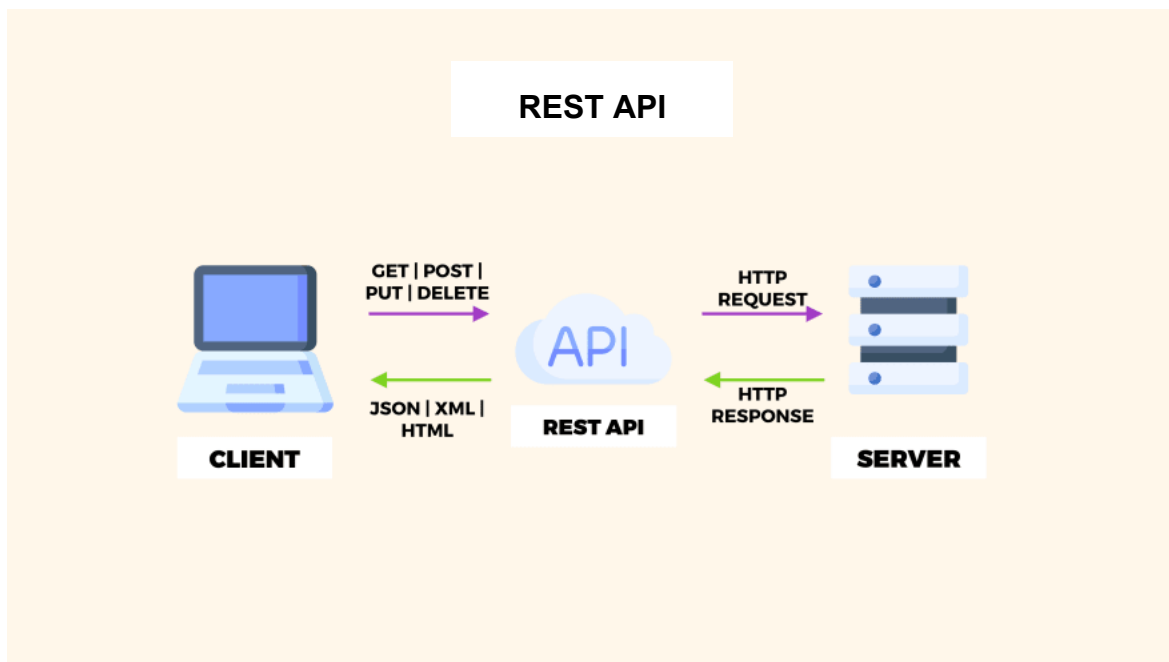 REST API
GET | POST |
PUT | DELETE
JSON | XML |
HTML
CLIENT
API
REST API
HTTP
REQUEST
HTTP
RESPONSE
SERVER